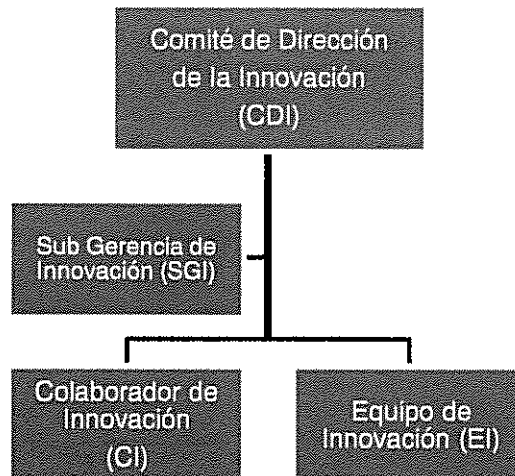 Comité de Dirección
de la Innovación
(CDI)
Sub Gerencia de
Innovación (SGI)
Colaborador de
Innovación
(CI)
Equipo de
Innovación (EI)